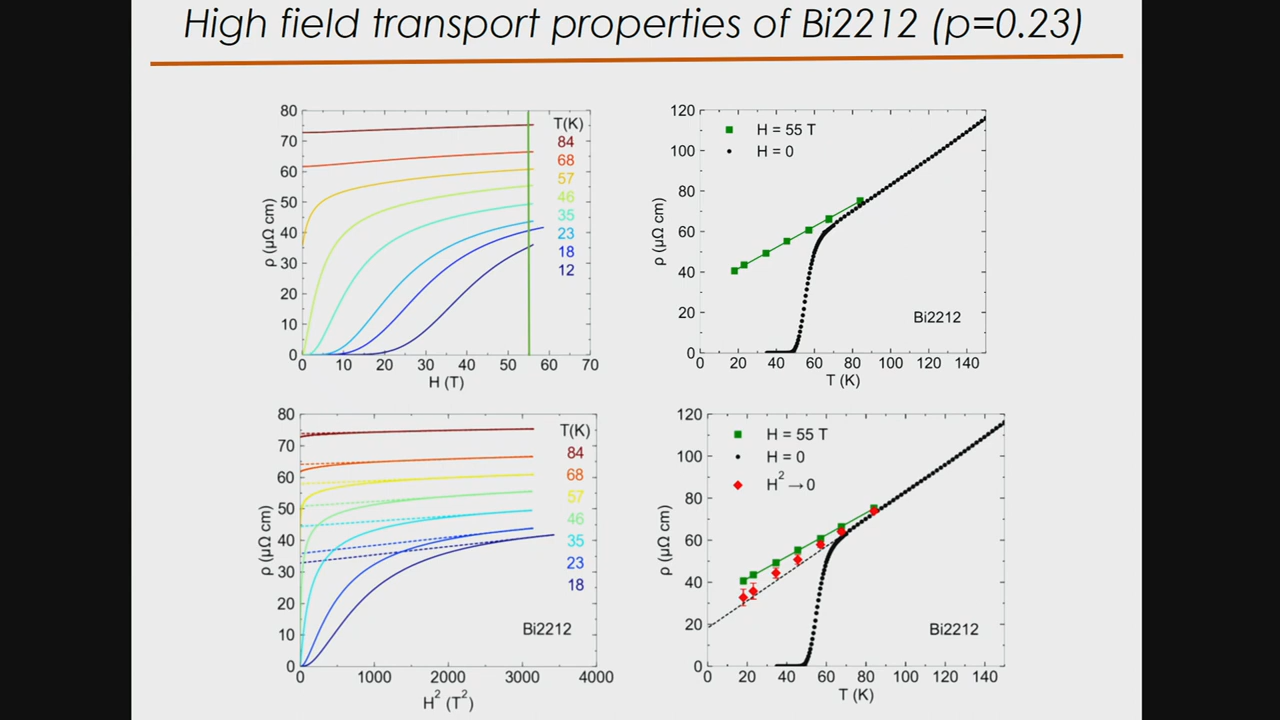 High field transport properties of Bi2212 (p=0.23)
80
70
60
50
40
30
20
10
0
ρ (µΩ cm)
0 10 20 30 40 50 60 70
H (T)
T(K)
84
68
57
46
35
23
18
12
120
100
80
60
40
20
0
ρ (µΩ cm)
H = 55 T
H = 0
Bi2212
0 20 40 60 80 100 120 140
T (K)
80
70
60
50
40
30
20
10
0
ρ (µΩ cm)
T(K)
84
68
57
46
35
23
18
Bi2212
0 1000 2000 3000 4000
H² (T²)
120
100
80
60
40
20
0
ρ (µΩ cm)
H = 55 T
H = 0
H² → 0
Bi2212
0 20 40 60 80 100 120 140
T (K)